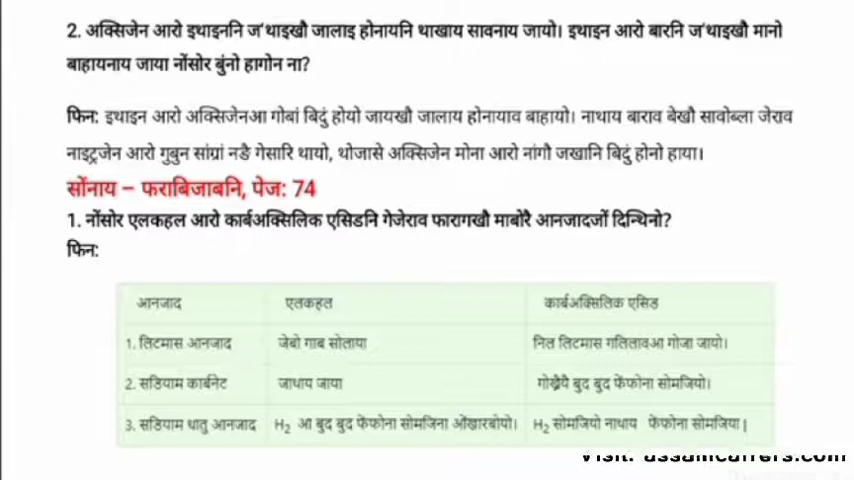 2. अक्सिजेन आरो इथाइननि ज'थाइखौ जालाइ होनायनि थाखाय सावनाय जायो। इथाइन आरो बारनि ज'थाइखौ मानो
बाहायनाय जाया नोंसोर बुंनो हागोन ना?
फिन: इथाइन आरो अक्सिजेनआ गोबां बिदुं होयो जायखौ जालाय होनायाव बाहायो। नाथाय बाराव बेखौ सावोब्ला जेराव
नाइट्रजेन आरो गुबुन सांग्रां नङै गेसारि थायो, थोजासे अक्सिजेन मोना आरो नांगौ जखानि बिदुं होनो हाया।
सोंनाय – फराबिजाबनि, पेज: 74
1. नोंसोर एलकहल आरो कार्बअक्सिलिक एसिडनि गेजेराव फारागखौ माबोरै आनजादजों दिन्थिनो?
फिन:
आनजाद एलकहल कार्बअक्सिलिक एसिड
1. लिटमास आनजाद जेबो गाब सोलाया निल लिटमास गलिलावआ गोजा जायो।
2. सडियाम कार्बनेट जाथाय जाया गोख्रैयै बुद बुद फेंफोना सोमजियो।
3. सडियाम धातु आनजाद H₂ आ बुद बुद फेंफोना सोमजिना ओंखारबोयो। H₂ सोमजियो नाथाय फेंफोना सोमजिया|
Visit: assamcarrers.com